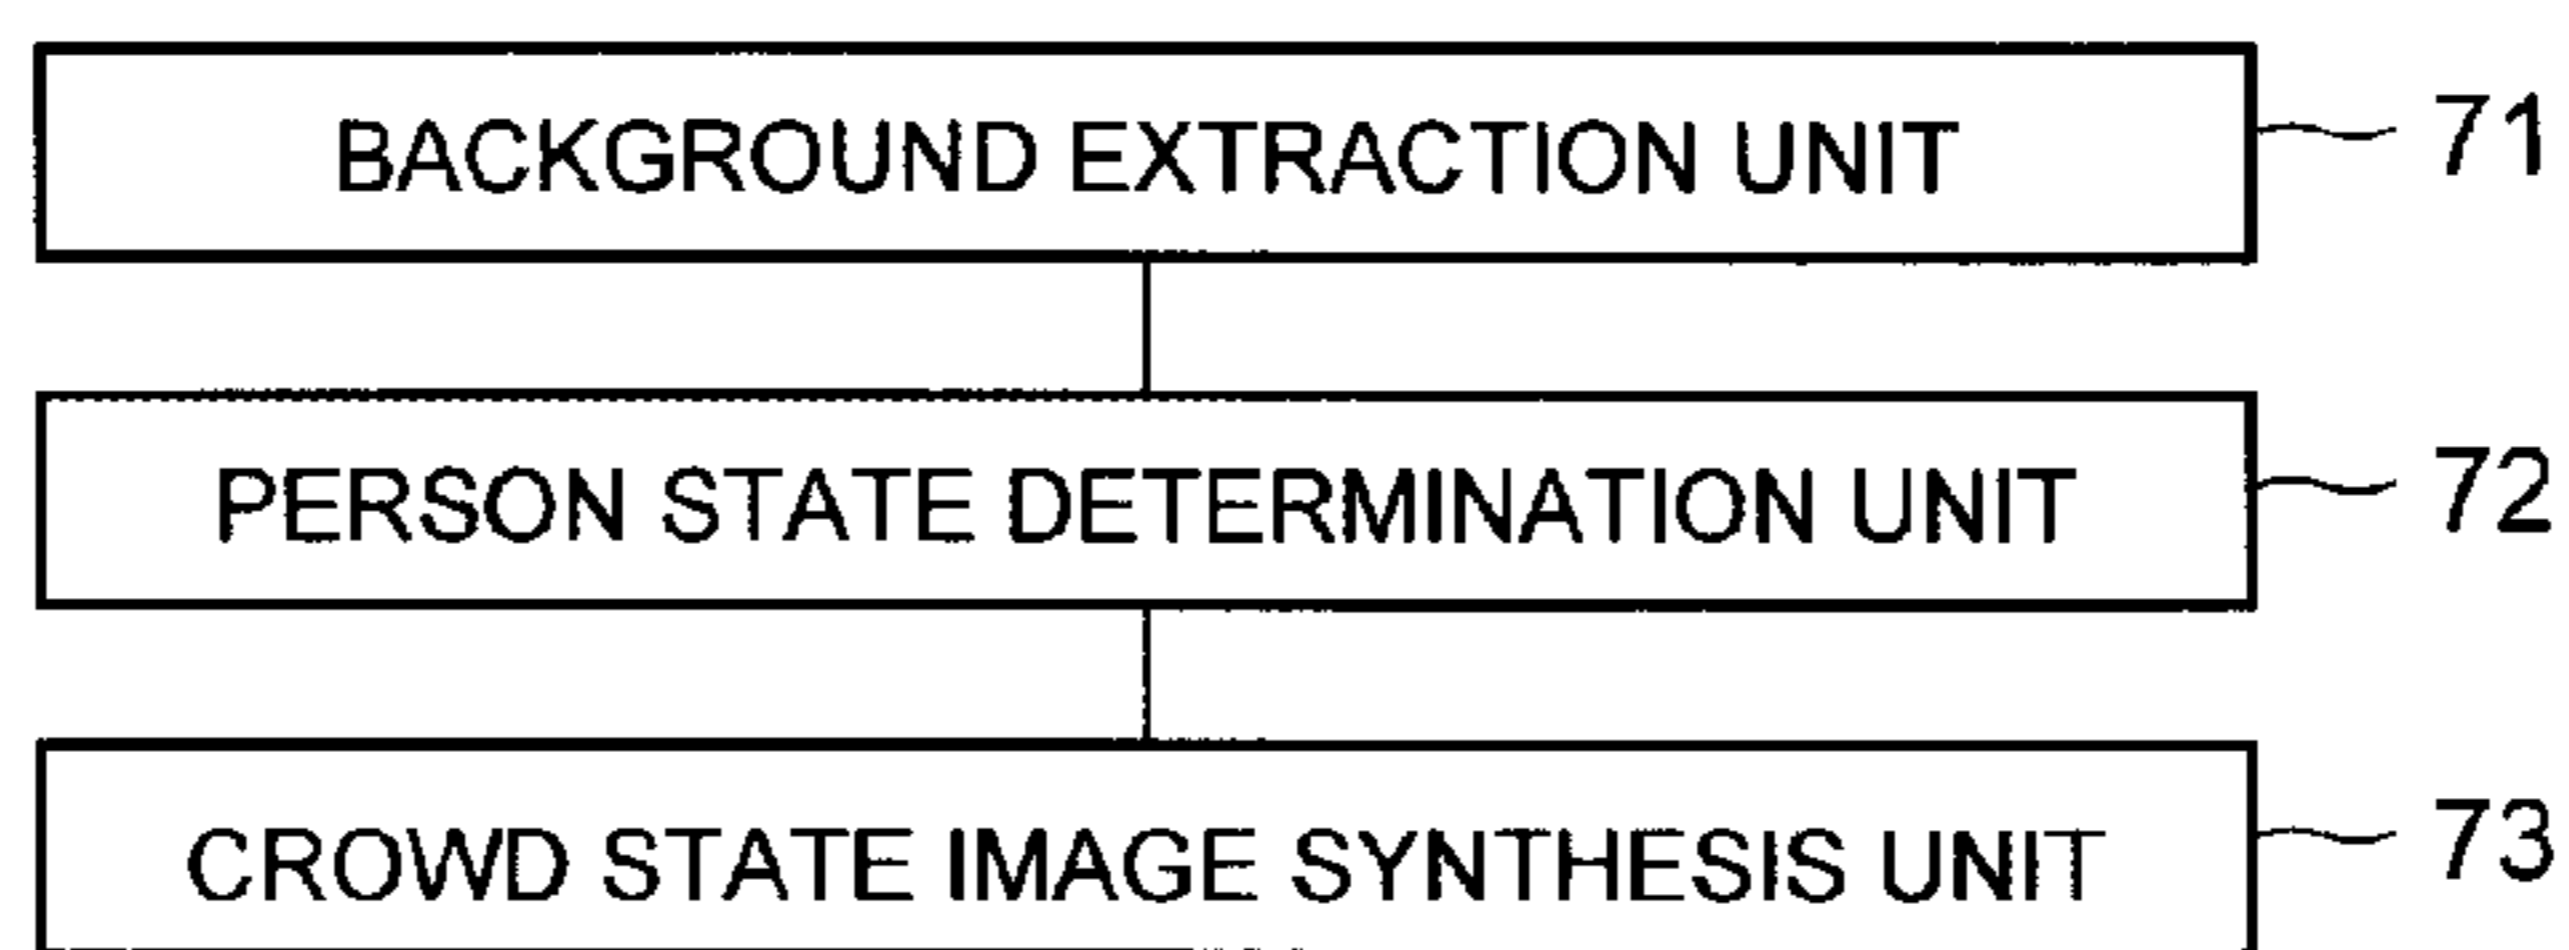 BACKGROUND EXTRACTION UNIT 71
PERSON STATE DETERMINATION UNIT 72
CROWD STATE IMAGE SYNTHESIS UNIT 73